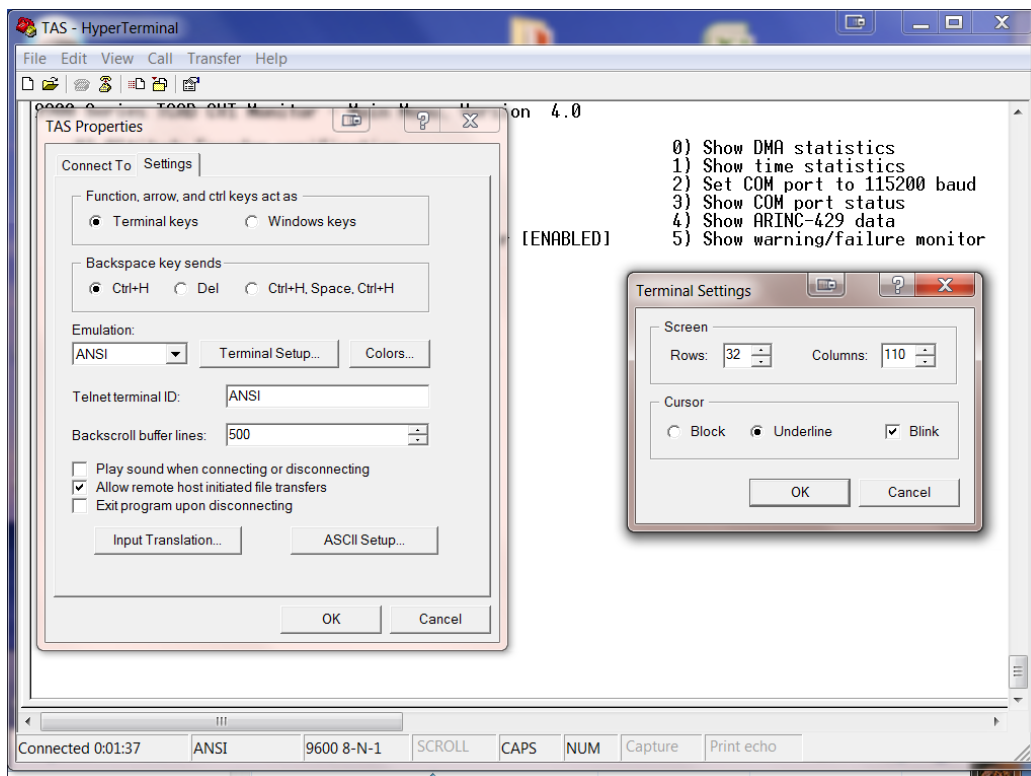 TAS - HyperTerminal
File Edit View Call Transfer Help
on 4.0
0) Show DMA statistics
1) Show time statistics
2) Set COM port to 115200 baud
3) Show COM port status
4) Show ARINC-429 data
[ENABLED] 5) Show warning/failure monitor
TAS Properties
Connect To Settings
Function, arrow, and ctrl keys act as
Terminal keys Windows keys
Backspace key sends
Ctrl+H Del Ctrl+H, Space, Ctrl+H
Emulation:
ANSI Terminal Setup... Colors...
Telnet terminal ID: ANSI
Backscroll buffer lines: 500
Play sound when connecting or disconnecting
Allow remote host initiated file transfers
Exit program upon disconnecting
Input Translation... ASCII Setup...
OK Cancel
Terminal Settings
Screen
Rows: 32 Columns: 110
Cursor
Block Underline Blink
OK Cancel
Connected 0:01:37 ANSI 9600 8-N-1 SCROLL CAPS NUM Capture Print echo